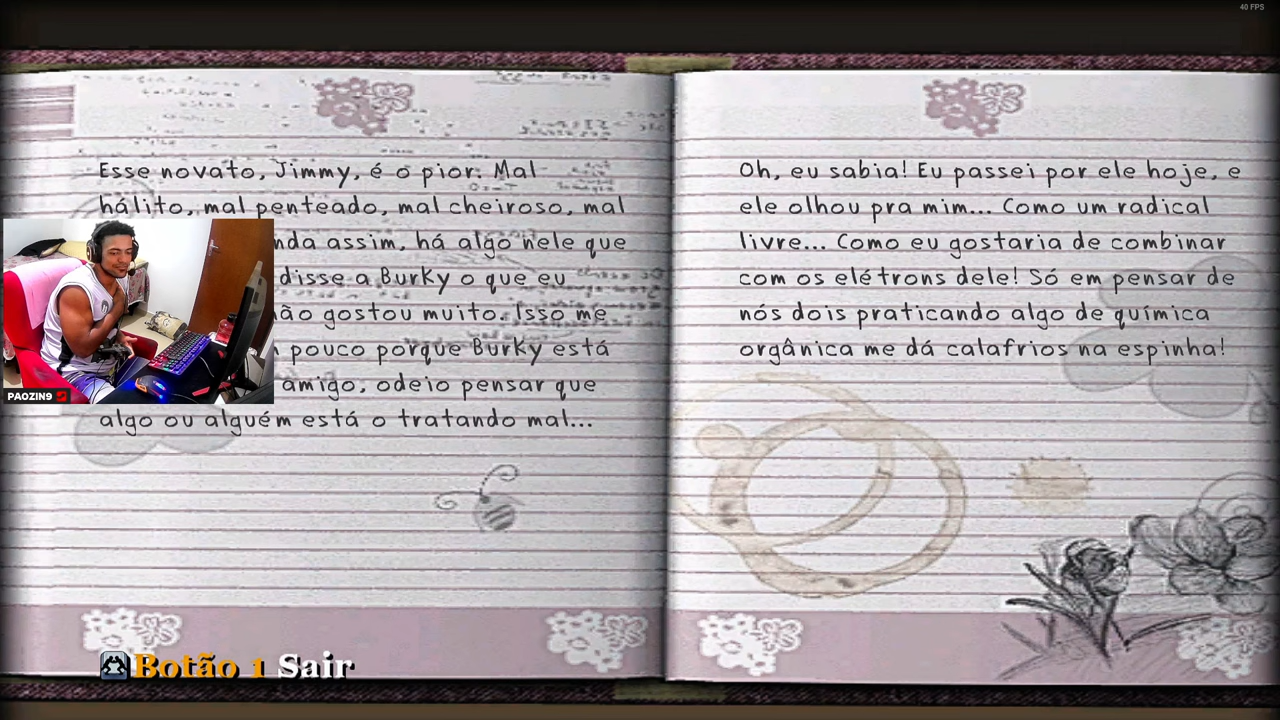 40 FPS
Esse novato, Jimmy, é o pior. Mal
hálito, mal penteado, mal cheiroso, mal
assim, há algo nele que
disse a Burky o que eu
gostou muito. Isso me
pouco porque Burky está
amigo, odeio pensar que
algo ou alguém está o tratando mal...
Oh, eu sabia! Eu passei por ele hoje, e
ele olhou pra mim... Como um radical
livre... Como eu gostaria de combinar
com os elétrons dele! Só em pensar de
nós dois praticando algo de química
orgânica me dá calafrios na espinha!
PAOZIN9
Botão 1 Sair